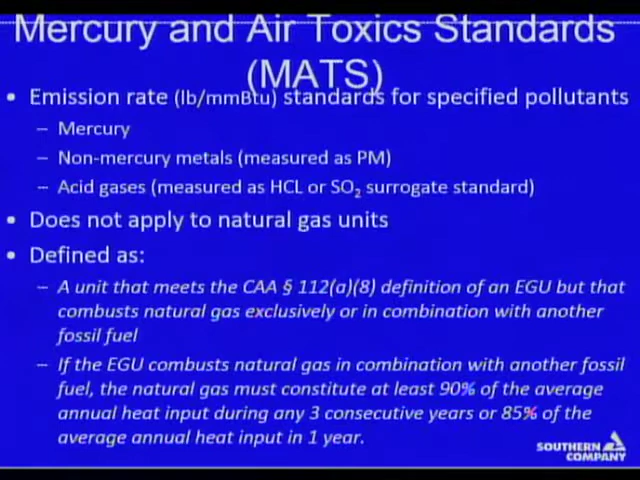 Mercury and Air Toxics Standards
(MATS)
• Emission rate (lb/mmBtu) standards for specified pollutants
– Mercury
– Non-mercury metals (measured as PM)
– Acid gases (measured as HCL or SO₂ surrogate standard)
• Does not apply to natural gas units
• Defined as:
– A unit that meets the CAA § 112(a)(8) definition of an EGU but that
combusts natural gas exclusively or in combination with another
fossil fuel
– If the EGU combusts natural gas in combination with another fossil
fuel, the natural gas must constitute at least 90% of the average
annual heat input during any 3 consecutive years or 85% of the
average annual heat input in 1 year.
SOUTHERN
COMPANY